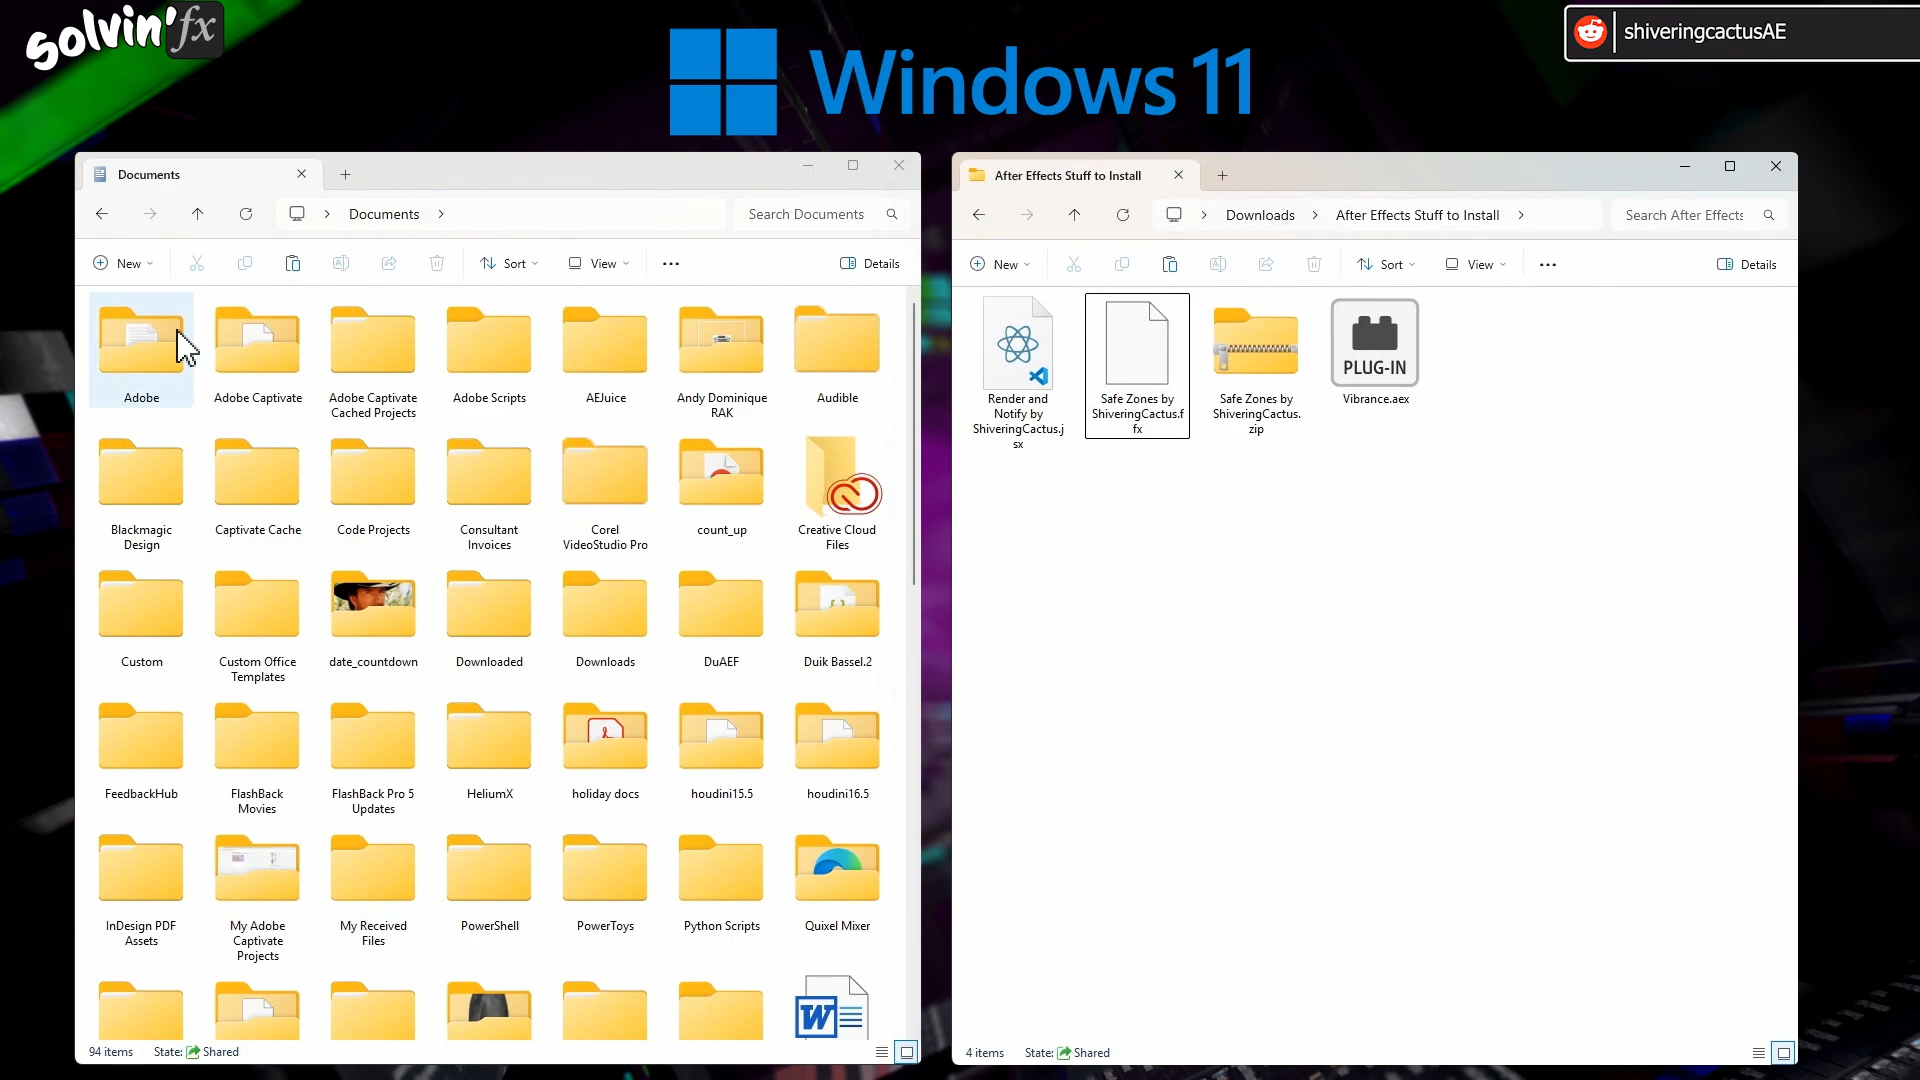 solvin'fx
shiveringcactusAE
Windows 11
Documents
Documents
Search Documents
New
Sort
View
Details
Adobe
Adobe Captivate
Adobe Captivate
Cached Projects
Adobe Scripts
AEJuice
Andy Dominique
RAK
Audible
Blackmagic
Design
Captivate Cache
Code Projects
Consultant
Invoices
Corel
VideoStudio Pro
count_up
Creative Cloud
Files
Custom
Custom Office
Templates
date_countdown
Downloaded
Downloads
DuAEF
Duik Bassel.2
FeedbackHub
FlashBack
Movies
FlashBack Pro 5
Updates
HeliumX
holiday docs
houdini15.5
houdini16.5
InDesign PDF
Assets
My Adobe
Captivate
Projects
My Received
Files
PowerShell
PowerToys
Python Scripts
Quixel Mixer
W
94 items
State: Shared
After Effects Stuff to Install
Downloads
After Effects Stuff to Install
Search After Effects
New
Sort
View
Details
Render and
Notify by
ShiveringCactus.j
sx
Safe Zones by
ShiveringCactus.f
fx
Safe Zones by
ShiveringCactus.
zip
PLUG-IN
Vibrance.aex
4 items
State: Shared